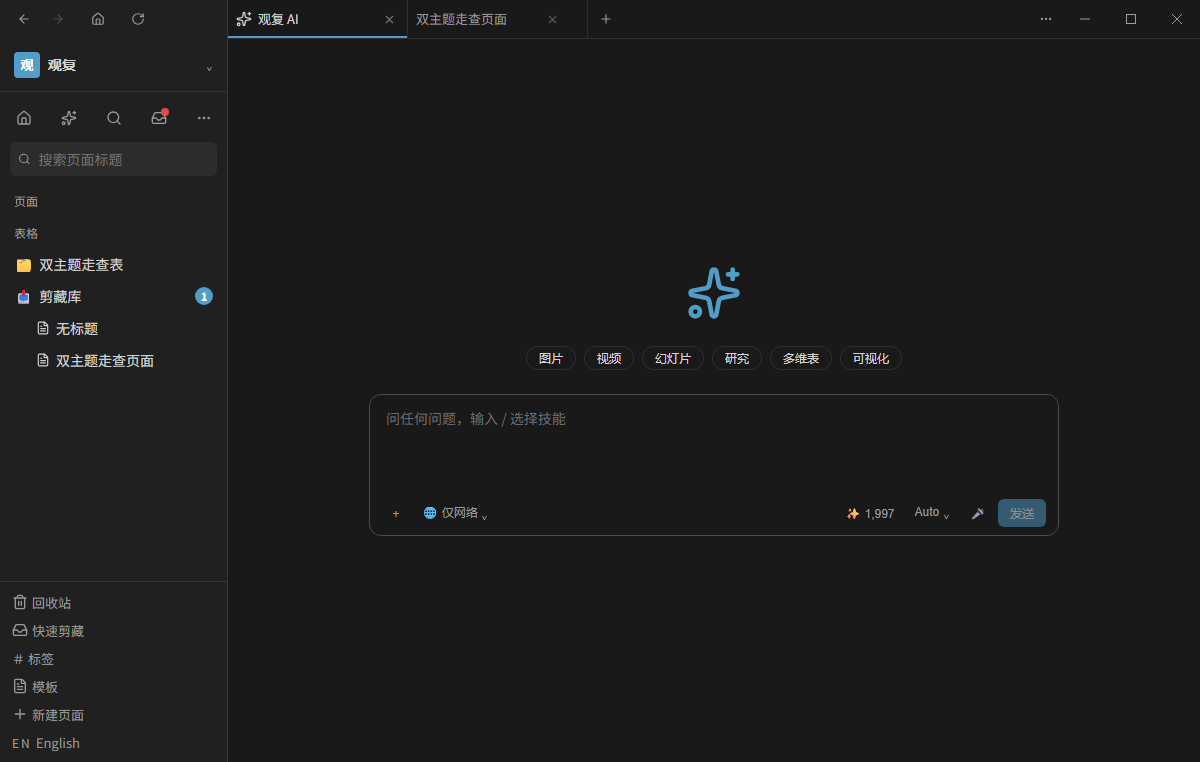 观复 AI
双主题走查页面
观 观复
搜索页面标题
页面
表格
双主题走查表
剪藏库 1
无标题
双主题走查页面
回收站
快速剪藏
# 标签
模板
新建页面
EN English
图片 视频 幻灯片 研究 多维表 可视化
问任何问题，输入 / 选择技能
+ 仅网络 1,997 Auto 发送